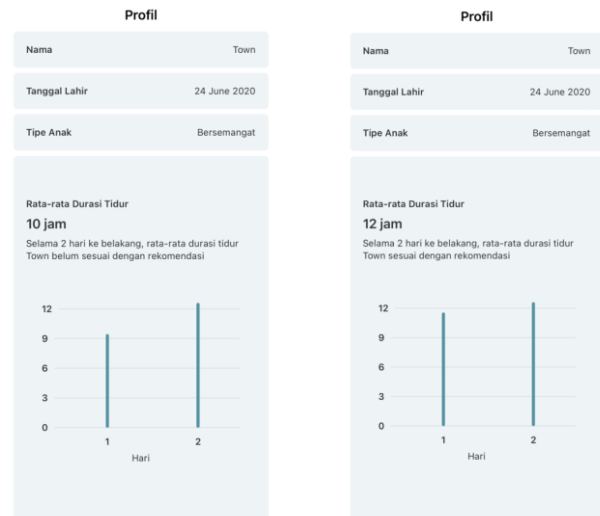 Profil
Nama Town
Tanggal Lahir 24 June 2020
Tipe Anak Bersemangat
Rata-rata Durasi Tidur
10 jam
Selama 2 hari ke belakang, rata-rata durasi tidur
Town belum sesuai dengan rekomendasi
12
9
6
3
0
1 2
Hari
Profil
Nama Town
Tanggal Lahir 24 June 2020
Tipe Anak Bersemangat
Rata-rata Durasi Tidur
12 jam
Selama 2 hari ke belakang, rata-rata durasi tidur
Town sesuai dengan rekomendasi
12
9
6
3
0
1 2
Hari